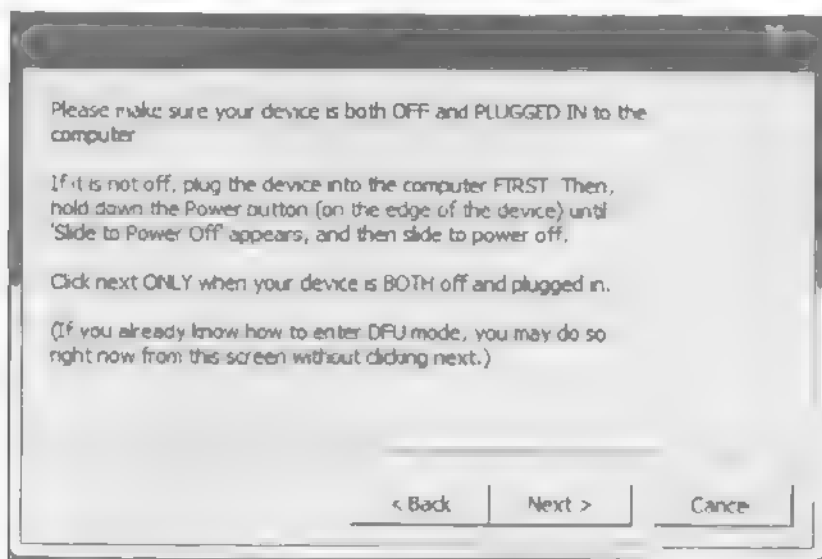 Please make sure your device is both OFF and PLUGGED IN to the
computer
If it is not off, plug the device into the computer FIRST Then,
hold down the Power button (on the edge of the device) until
'Slide to Power Off' appears, and then slide to power off.
Click next ONLY when your device is BOTH off and plugged in.
(If you already know how to enter DFU mode, you may do so
right now from this screen without clicking next.)
< Back Next > Cance